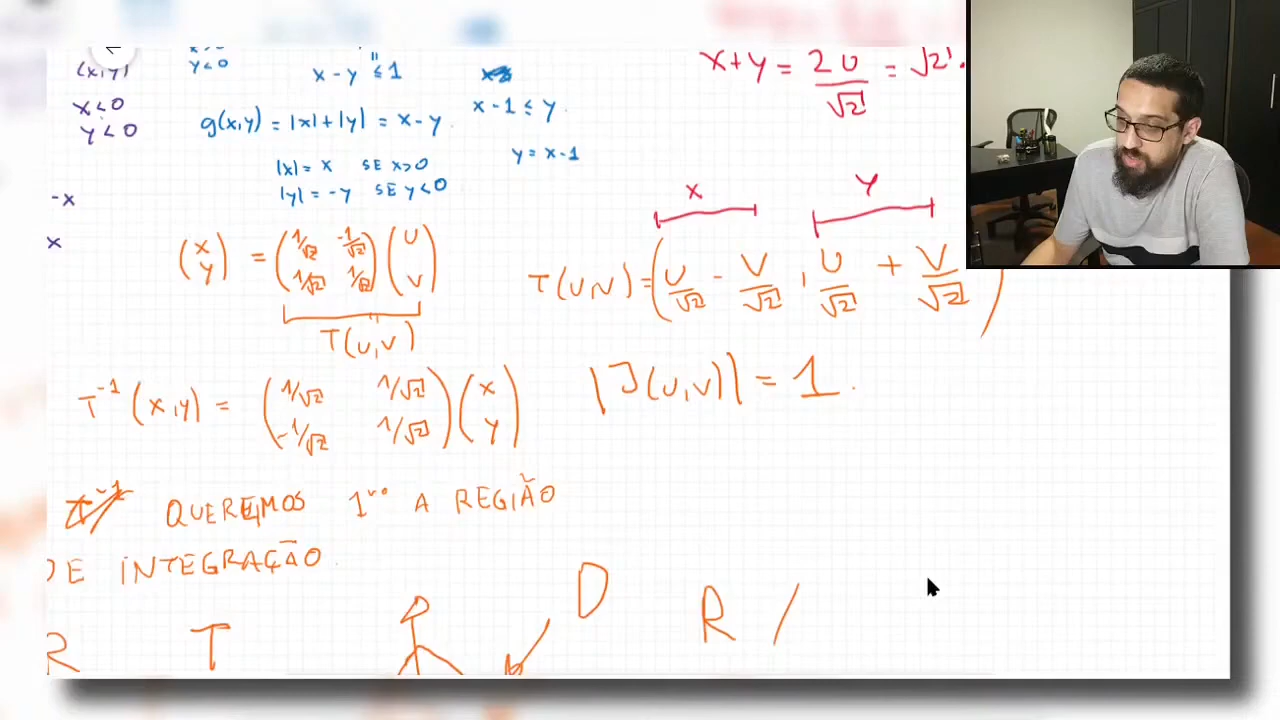 (x,y)
x<0
y<0
-x
x
y<0
x - y ≤ 1
x - 1 ≤ y
g(x,y) = |x| + |y| = x - y
y = x - 1
|x| = x SE x>0
|y| = -y SE y<0
x + y = 2U/√2 = √2.
x y
(x y) = (1/√2 -1/√2 1/√2 1/√2) (U V)
T(U,V)
T(U,V) = (U/√2 - V/√2, U/√2 + V/√2)
T⁻¹(x,y) = (1/√2 1/√2 -1/√2 1/√2) (x y)
|J(U,V)| = 1.
QUEREMOS 1º A REGIÃO
DE INTEGRAÇÃO.
D
R T R